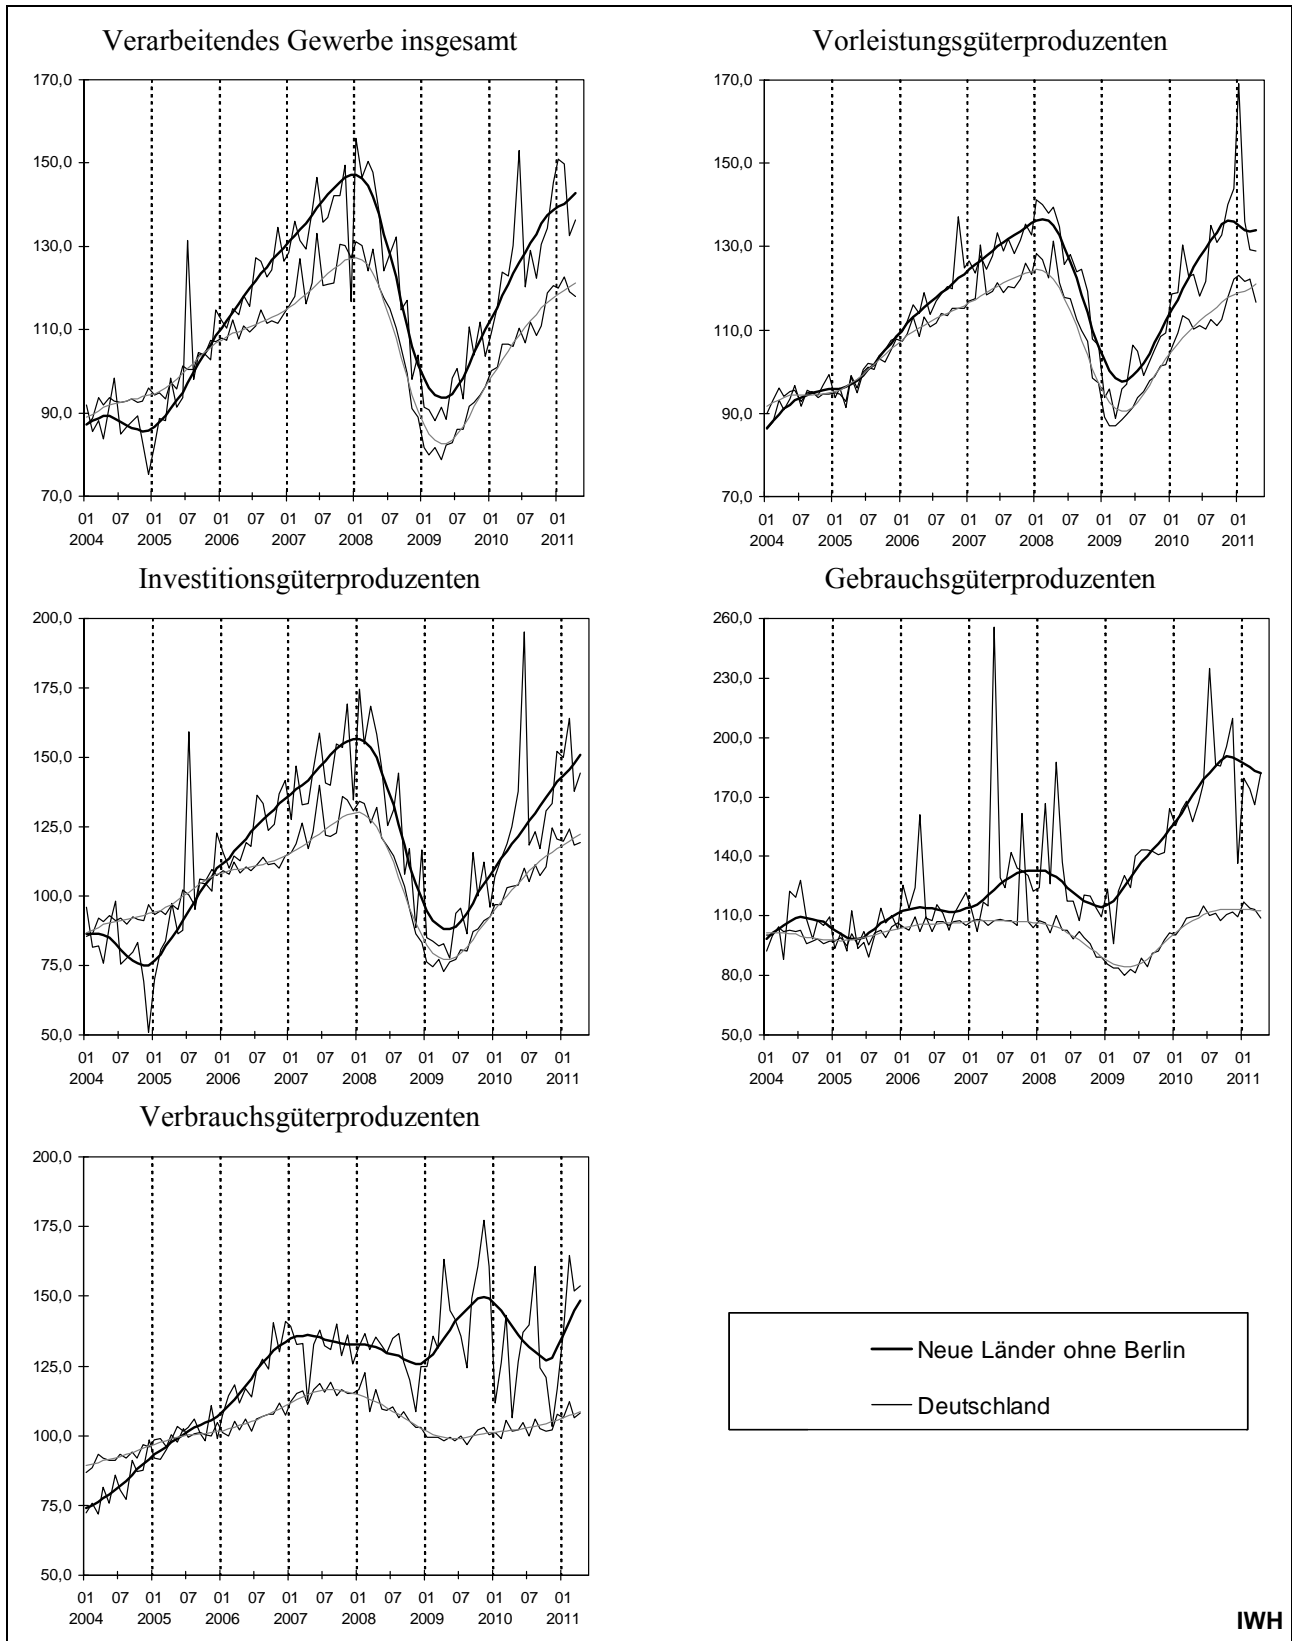 Verarbeitendes Gewerbe insgesamt
170,0
150,0
130,0
110,0
90,0
70,0
01 07 01 07 01 07 01 07 01 07 01 07 01 07 01
2004 2005 2006 2007 2008 2009 2010 2011
Vorleistungsgüterproduzenten
170,0
150,0
130,0
110,0
90,0
70,0
01 07 01 07 01 07 01 07 01 07 01 07 01 07 01
2004 2005 2006 2007 2008 2009 2010 2011
Investitionsgüterproduzenten
200,0
175,0
150,0
125,0
100,0
75,0
50,0
01 07 01 07 01 07 01 07 01 07 01 07 01 07 01
2004 2005 2006 2007 2008 2009 2010 2011
Gebrauchsgüterproduzenten
260,0
230,0
200,0
170,0
140,0
110,0
80,0
50,0
01 07 01 07 01 07 01 07 01 07 01 07 01 07 01
2004 2005 2006 2007 2008 2009 2010 2011
Verbrauchsgüterproduzenten
200,0
175,0
150,0
125,0
100,0
75,0
50,0
01 07 01 07 01 07 01 07 01 07 01 07 01 07 01
2004 2005 2006 2007 2008 2009 2010 2011
Neue Länder ohne Berlin
Deutschland
IWH